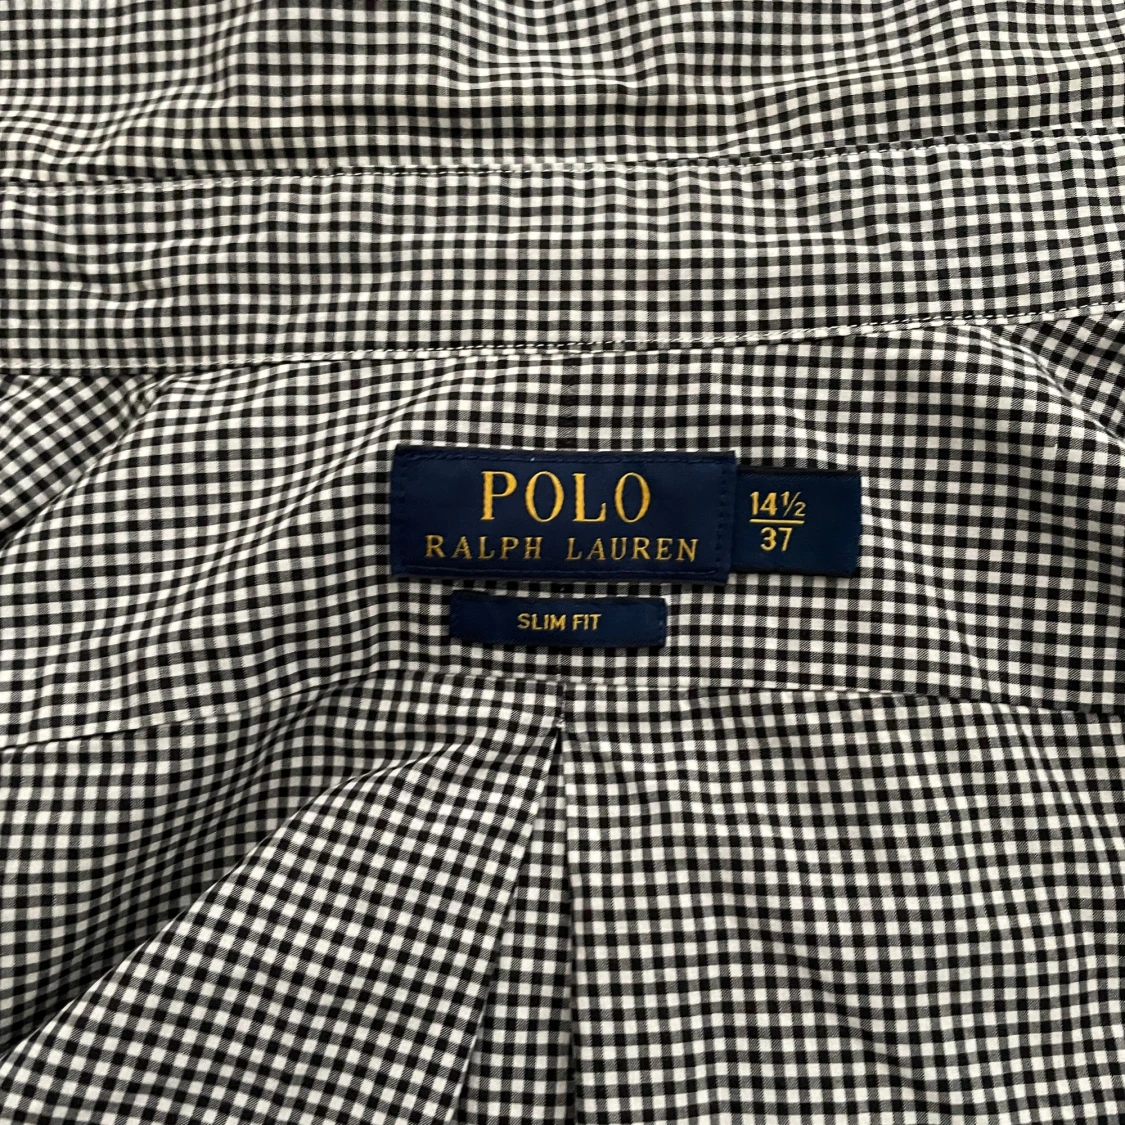 POLO
RALPH LAUREN
14½
37
SLIM FIT